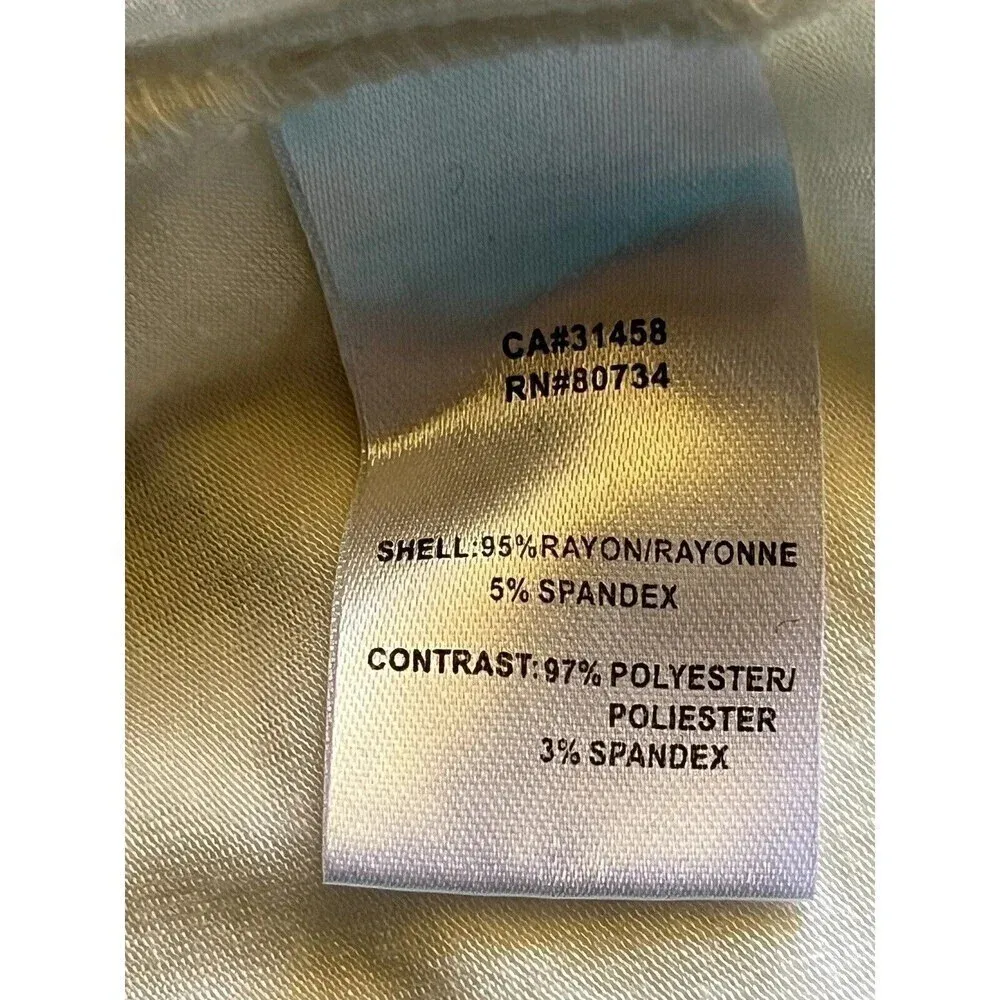 CA#31458
RN#80734
SHELL:95%RAYON/RAYONNE
5% SPANDEX
CONTRAST:97% POLYESTER/
POLIESTER
3% SPANDEX